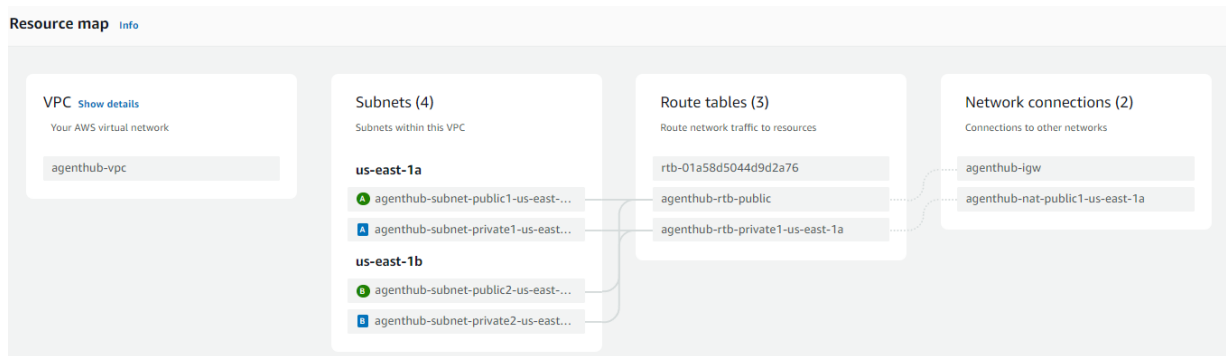 Resource map Info
VPC Show details
Your AWS virtual network
agenthub-vpc
Subnets (4)
Subnets within this VPC
us-east-1a
A agenthub-subnet-public1-us-east-...
A agenthub-subnet-private1-us-east...
us-east-1b
B agenthub-subnet-public2-us-east-...
B agenthub-subnet-private2-us-east...
Route tables (3)
Route network traffic to resources
rtb-01a58d5044d9d2a76
agenthub-rtb-public
agenthub-rtb-private1-us-east-1a
Network connections (2)
Connections to other networks
agenthub-igw
agenthub-nat-public1-us-east-1a